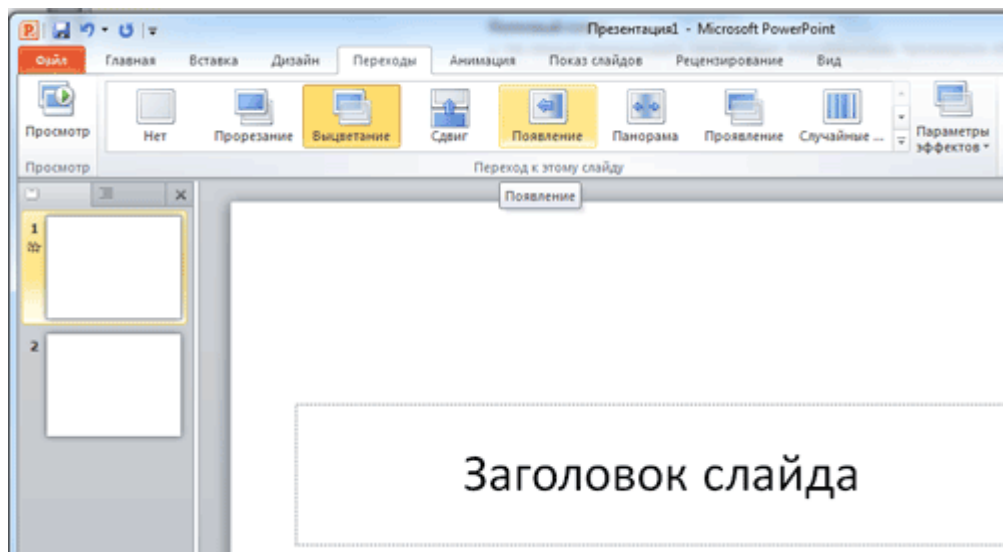 Презентация1 - Microsoft PowerPoint
Файл Главная Вставка Дизайн Переходы Анимация Показ слайдов Рецензирование Вид
Просмотр Нет Прорезание Выцветание Сдвиг Появление Панорама Проявление Случайные ... Параметры эффектов
Просмотр Переход к этому слайду
Появление
1
2
Заголовок слайда